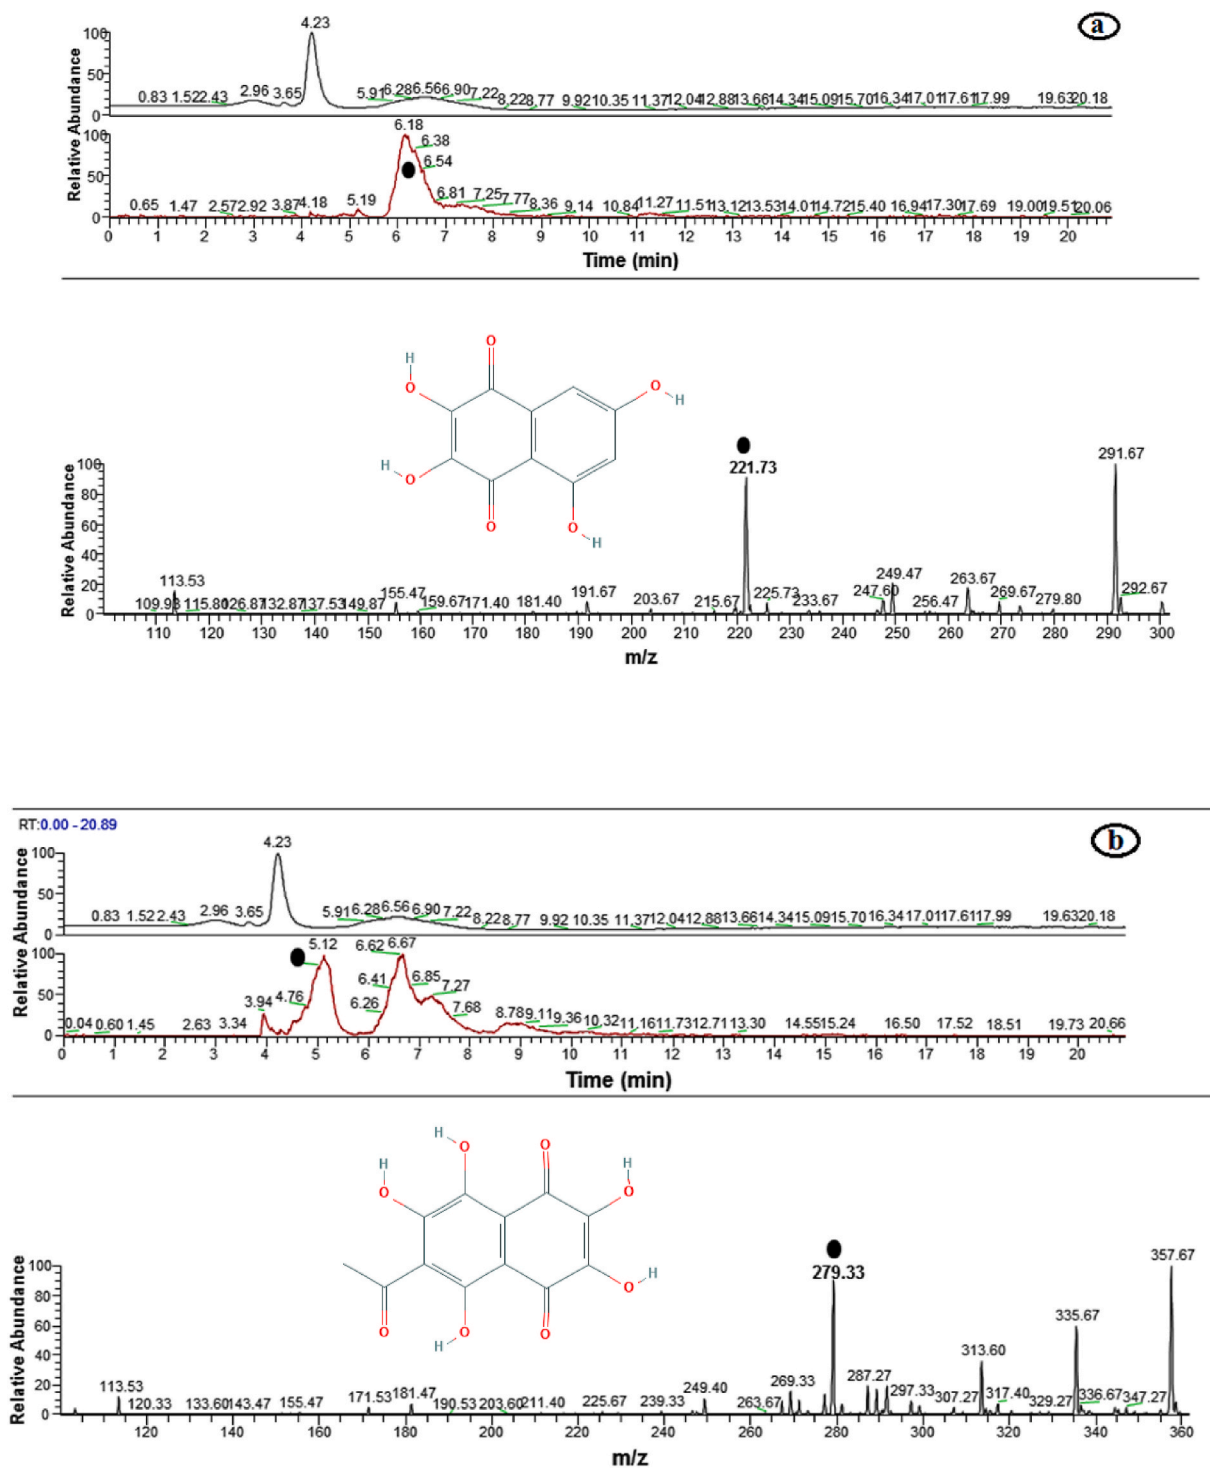 a
4.23
100
50
0
Relative Abundance
0.83 1.52 2.43 2.96 3.65 5.91 6.28 6.56 6.90 7.22 8.22 8.77 9.92 10.35 11.37 12.04 12.88 13.66 14.34 15.09 15.70 16.34 17.01 17.61 17.99 19.63 20.18
6.18
100
50
0
Relative Abundance
6.38
6.54
0.65 1.47 2.57 2.92 3.87 4.18 5.19 6.81 7.25 7.77 8.36 9.14 10.84 11.27 11.51 13.12 13.53 14.01 14.72 15.40 16.94 17.30 17.69 19.00 19.51 20.06
0 1 2 3 4 5 6 7 8 9 10 11 12 13 14 15 16 17 18 19 20
Time (min)
O
H O
O H
H O
O
O H
100
80
60
40
20
0
Relative Abundance
221.73
291.67
113.53
109.93 115.80 126.87 132.87 137.53 149.87 155.47 159.67 171.40 181.40 191.67 203.67 215.67 225.73 233.67 247.60 249.47 256.47 263.67 269.67 279.80 292.67
110 120 130 140 150 160 170 180 190 200 210 220 230 240 250 260 270 280 290 300
m/z
RT:0.00 - 20.89
b
4.23
100
50
0
Relative Abundance
0.83 1.52 2.43 2.96 3.65 5.91 6.28 6.56 6.90 7.22 8.22 8.77 9.92 10.35 11.37 12.04 12.88 13.66 14.34 15.09 15.70 16.34 17.01 17.61 17.99 19.63 20.18
5.12 6.62 6.67
100
50
0
Relative Abundance
3.94 4.76 6.26 6.41 6.85 7.27 7.68
0.04 0.60 1.45 2.63 3.34 8.78 9.11 9.36 10.32 11.16 11.73 12.71 13.30 14.55 15.24 16.50 17.52 18.51 19.73 20.66
0 1 2 3 4 5 6 7 8 9 10 11 12 13 14 15 16 17 18 19 20
Time (min)
H O
O
H
O
H
O
O H
O
O
H
O
100
80
60
40
20
0
Relative Abundance
279.33
357.67
335.67
313.60
113.53 120.33 133.60 143.47 155.47 171.53 181.47 190.53 203.60 211.40 225.67 239.33 249.40 263.67 269.33 287.27 297.33 307.27 317.40 329.27 336.67 347.27
120 140 160 180 200 220 240 260 280 300 320 340 360
m/z